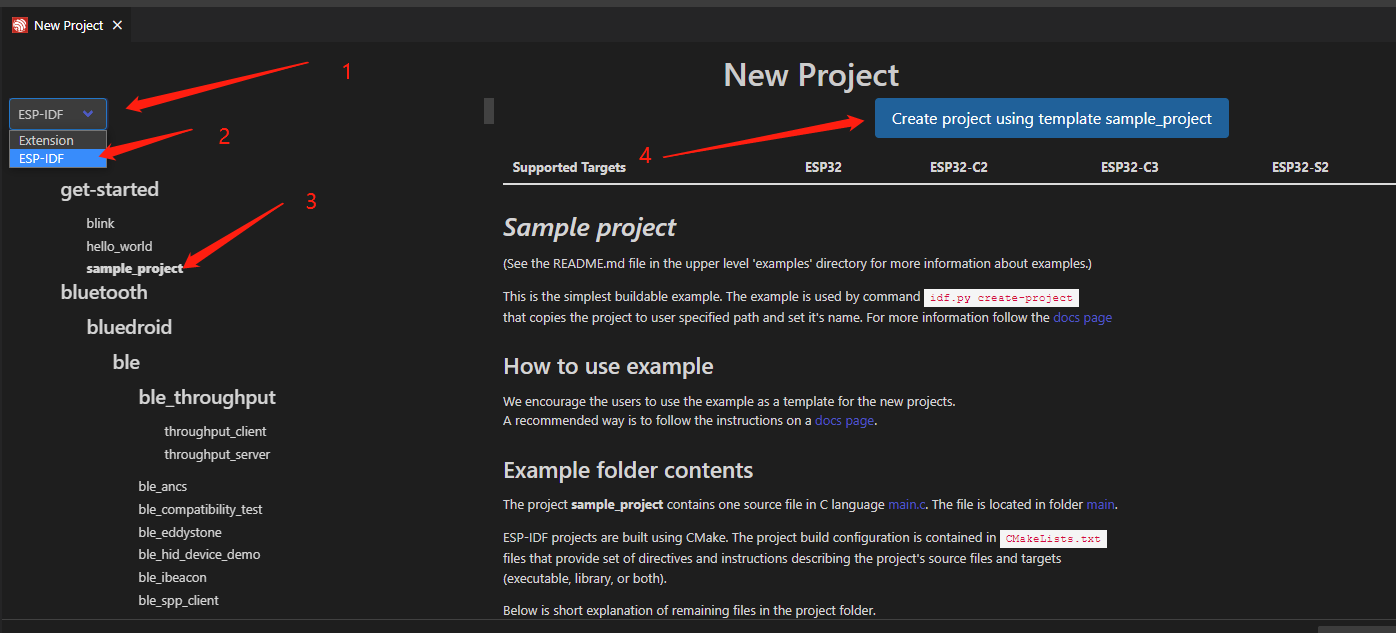 New Project
1
New Project
ESP-IDF
Create project using template sample_project
Extension
2
ESP-IDF
4
Supported Targets ESP32 ESP32-C2 ESP32-C3 ESP32-S2
get-started
3
blink
hello_world
sample_project
bluetooth
bluedroid
ble
ble_throughput
throughput_client
throughput_server
ble_ancs
ble_compatibility_test
ble_eddystone
ble_hid_device_demo
ble_ibeacon
ble_spp_client
Sample project
(See the README.md file in the upper level 'examples' directory for more information about examples.)
This is the simplest buildable example. The example is used by command idf.py create-project
that copies the project to user specified path and set it's name. For more information follow the docs page
How to use example
We encourage the users to use the example as a template for the new projects.
A recommended way is to follow the instructions on a docs page.
Example folder contents
The project sample_project contains one source file in C language main.c. The file is located in folder main.
ESP-IDF projects are built using CMake. The project build configuration is contained in CMakeLists.txt
files that provide set of directives and instructions describing the project's source files and targets
(executable, library, or both).
Below is short explanation of remaining files in the project folder.